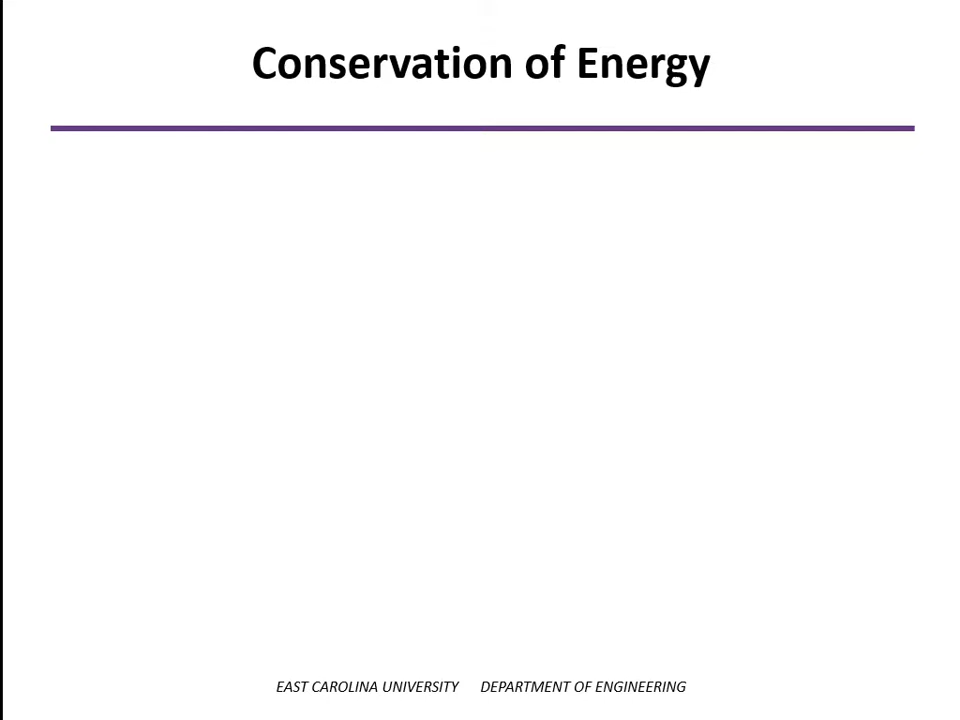 Conservation of Energy
EAST CAROLINA UNIVERSITY DEPARTMENT OF ENGINEERING